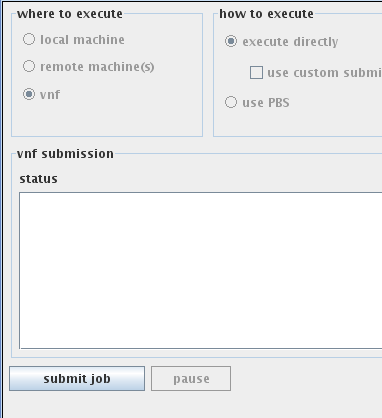 where to execute
local machine
remote machine(s)
vnf
how to execute
execute directly
use custom submi
use PBS
vnf submission
status
submit job
pause